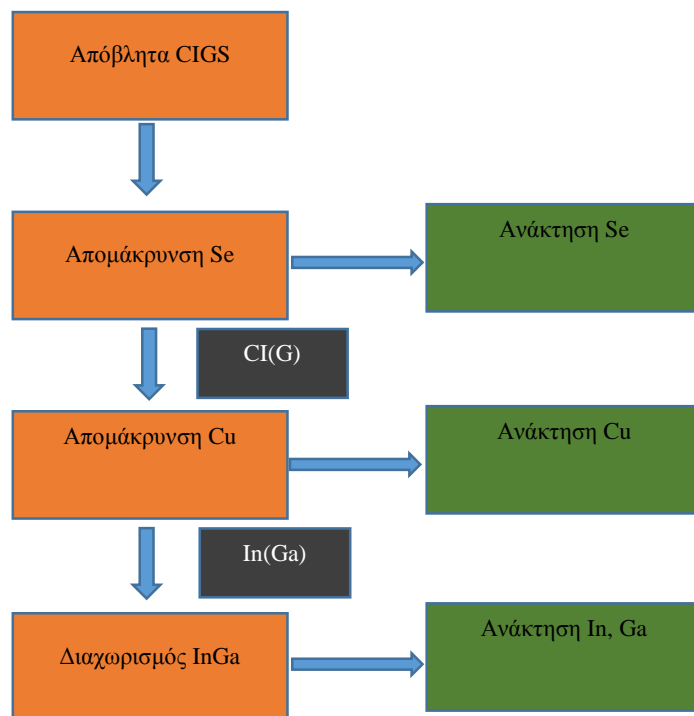 Απόβλητα CIGS
Απομάκρυνση Se
Ανάκτηση Se
CI(G)
Απομάκρυνση Cu
Ανάκτηση Cu
In(Ga)
Διαχωρισμός InGa
Ανάκτηση In, Ga